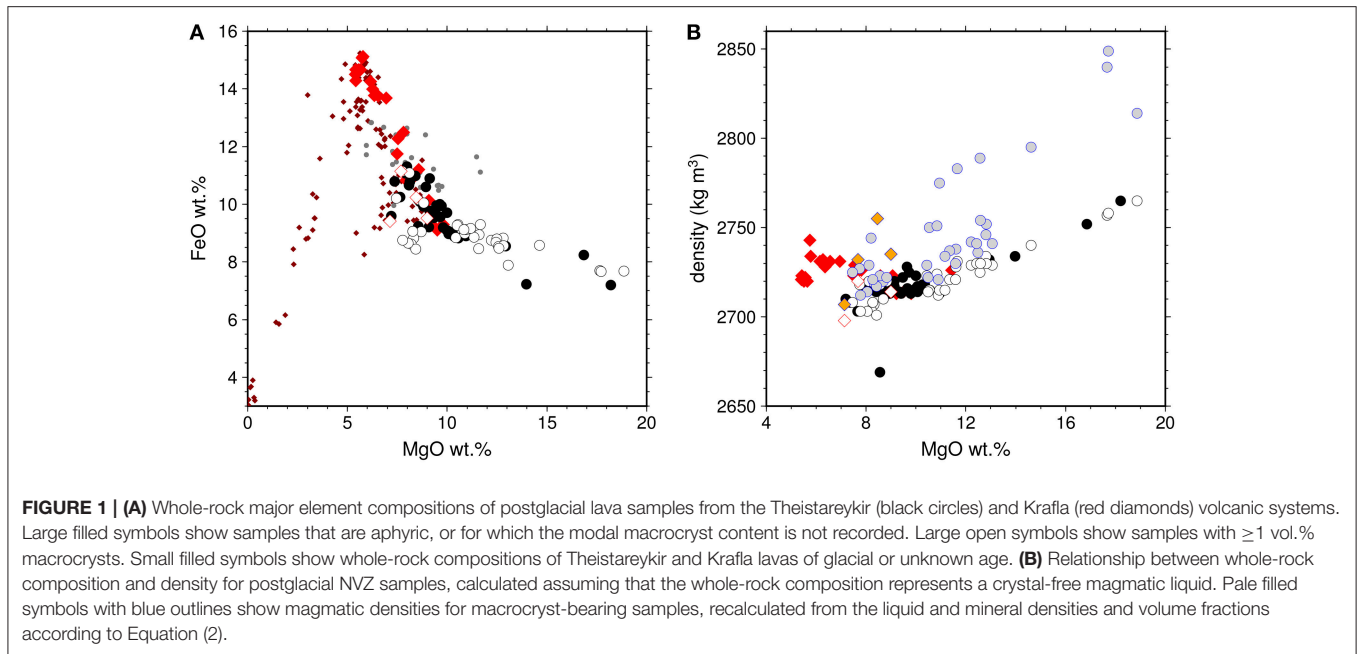 A
B
16
14
12
10
8
6
4
FeO wt.%
0
5
10
15
20
MgO wt.%
2850
2800
2750
2700
2650
density (kg m³)
4
8
12
16
20
MgO wt.%
FIGURE 1 | (A) Whole-rock major element compositions of postglacial lava samples from the Theistareykir (black circles) and Krafla (red diamonds) volcanic systems.
Large filled symbols show samples that are aphyric, or for which the modal macrocryst content is not recorded. Large open symbols show samples with ≥1 vol.%
macrocrysts. Small filled symbols show whole-rock compositions of Theistareykir and Krafla lavas of glacial or unknown age. (B) Relationship between whole-rock
composition and density for postglacial NVZ samples, calculated assuming that the whole-rock composition represents a crystal-free magmatic liquid. Pale filled
symbols with blue outlines show magmatic densities for macrocryst-bearing samples, recalculated from the liquid and mineral densities and volume fractions
according to Equation (2).